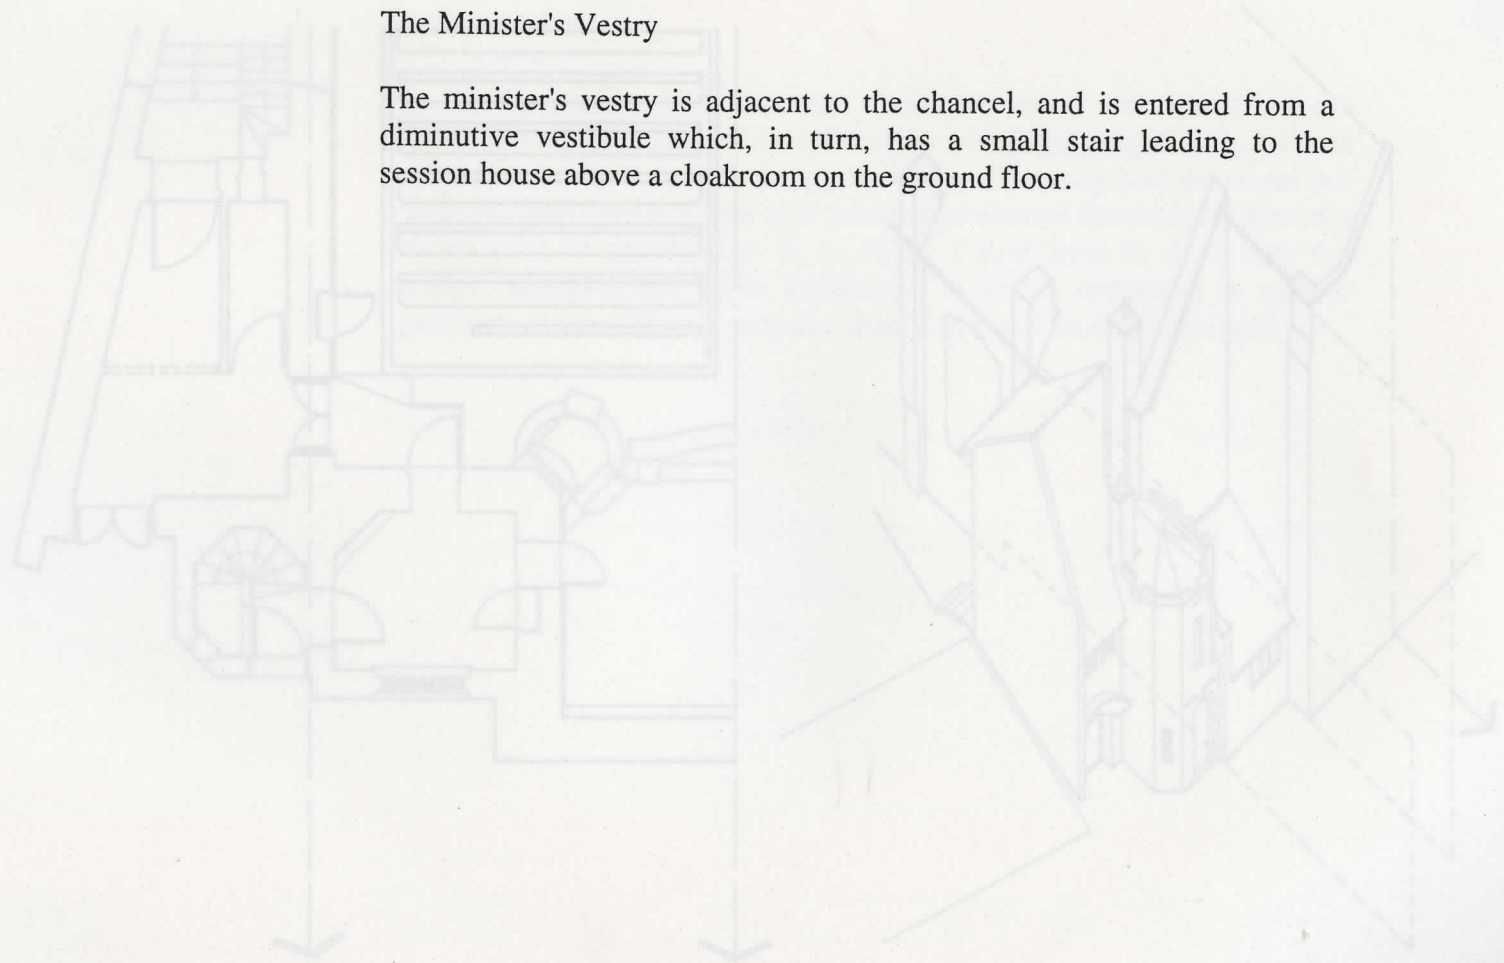 The Minister's Vestry
The minister's vestry is adjacent to the chancel, and is entered from a
diminutive vestibule which, in turn, has a small stair leading to the
session house above a cloakroom on the ground floor.